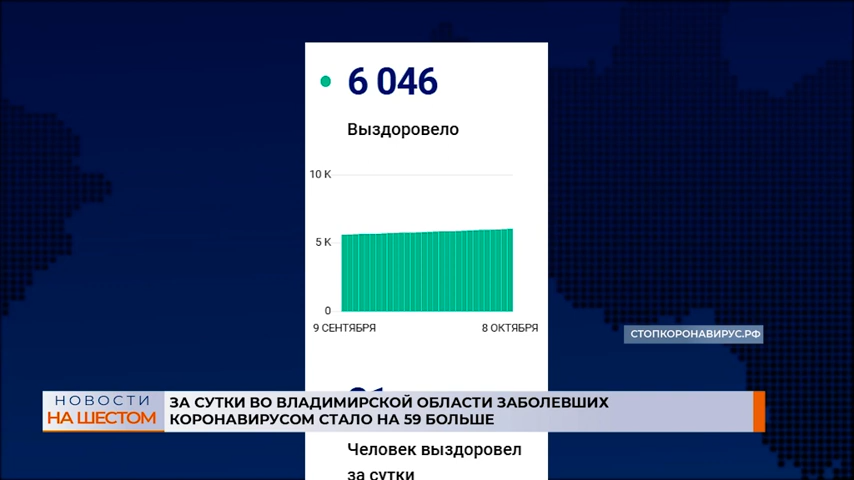 6 046
Выздоровело
10 K
5 K
0
9 СЕНТЯБРЯ 8 ОКТЯБРЯ
СТОПКОРОНАВИРУС.РФ
НОВОСТИ
НА ШЕСТОМ
ЗА СУТКИ ВО ВЛАДИМИРСКОЙ ОБЛАСТИ ЗАБОЛЕВШИХ
КОРОНАВИРУСОМ СТАЛО НА 59 БОЛЬШЕ
Человек выздоровел
за сутки